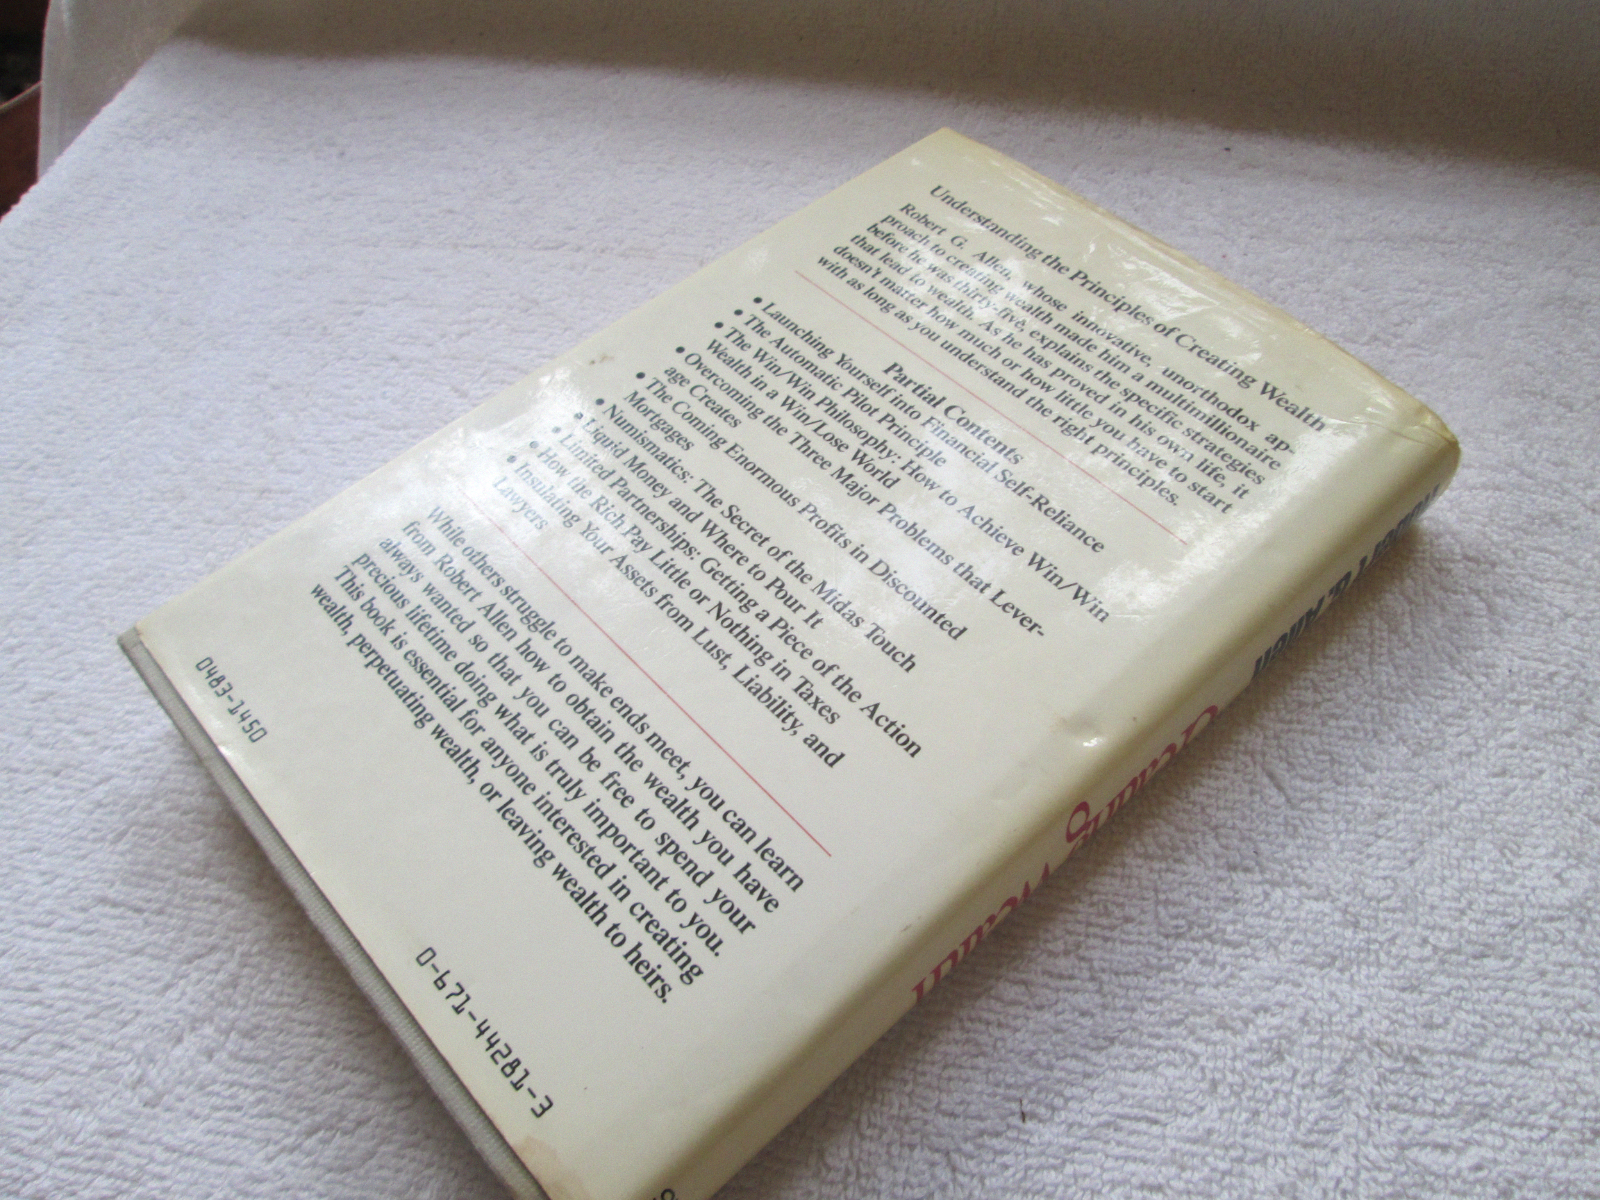 Understanding the Principles of Creating Wealth
Robert G. Allen, whose innovative, unorthodox ap-
proach to creating wealth made him a multimillionaire
before he was thirty-five, explains the specific strategies
that lead to wealth. As he has proved in his own life, it
doesn't matter how much or how little you have to start
with as long as you understand the right principles.
Partial Contents
• Launching Yourself into Financial Self-Reliance
• The Automatic Pilot Principle
• The Win/Win Philosophy: How to Achieve Win/Win
Wealth in a Win/Lose World
• Overcoming the Three Major Problems that Lever-
age Creates
• The Coming Enormous Profits in Discounted
Mortgages
• Numismatics: The Secret of the Midas Touch
• Liquid Money and Where to Pour It
• Limited Partnerships: Getting a Piece of the Action
• How the Rich Pay Little or Nothing in Taxes
• Insulating Your Assets from Lust, Liability, and
Lawyers
While others struggle to make ends meet, you can learn
from Robert Allen how to obtain the wealth you have
always wanted so that you can be free to spend your
precious lifetime doing what is truly important to you.
This book is essential for anyone interested in creating
wealth, perpetuating wealth, or leaving wealth to heirs.
0483-1450
0-671-44281-3